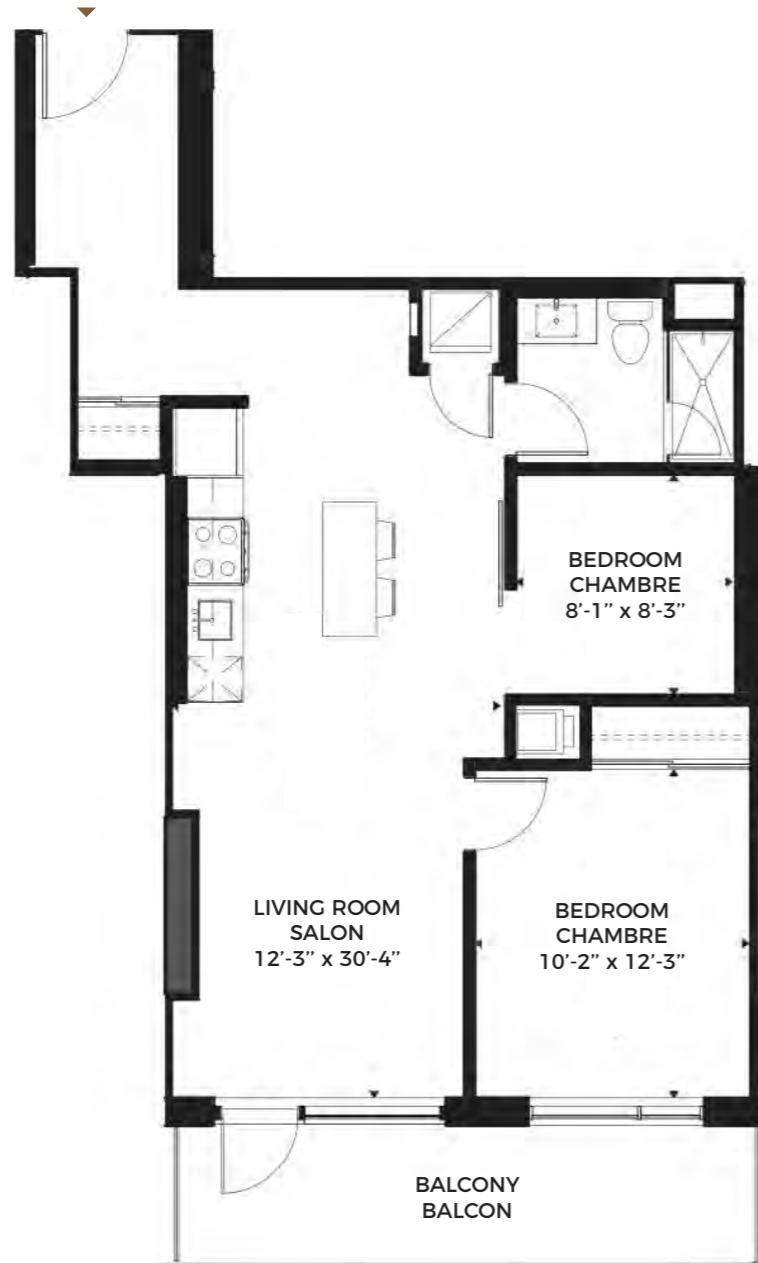 BEDROOM
CHAMBRE
8'-1” x 8'-3”
LIVING ROOM
SALON
12'-3” x 30'-4”
BEDROOM
CHAMBRE
10'-2” x 12'-3”
BALCONY
BALCON